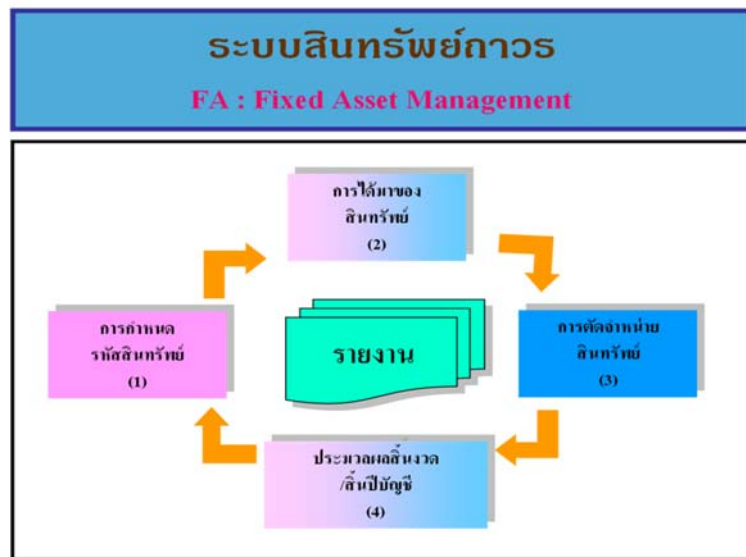 ระบบสินทรัพย์ถาวร
FA : Fixed Asset Management
การได้มาของ
สินทรัพย์
(2)
การกำหนด
รหัสสินทรัพย์
(1)
รายงาน
การตัดจำหน่าย
สินทรัพย์
(3)
ประมวลผลสิ้นงวด
/สิ้นปีบัญชี
(4)